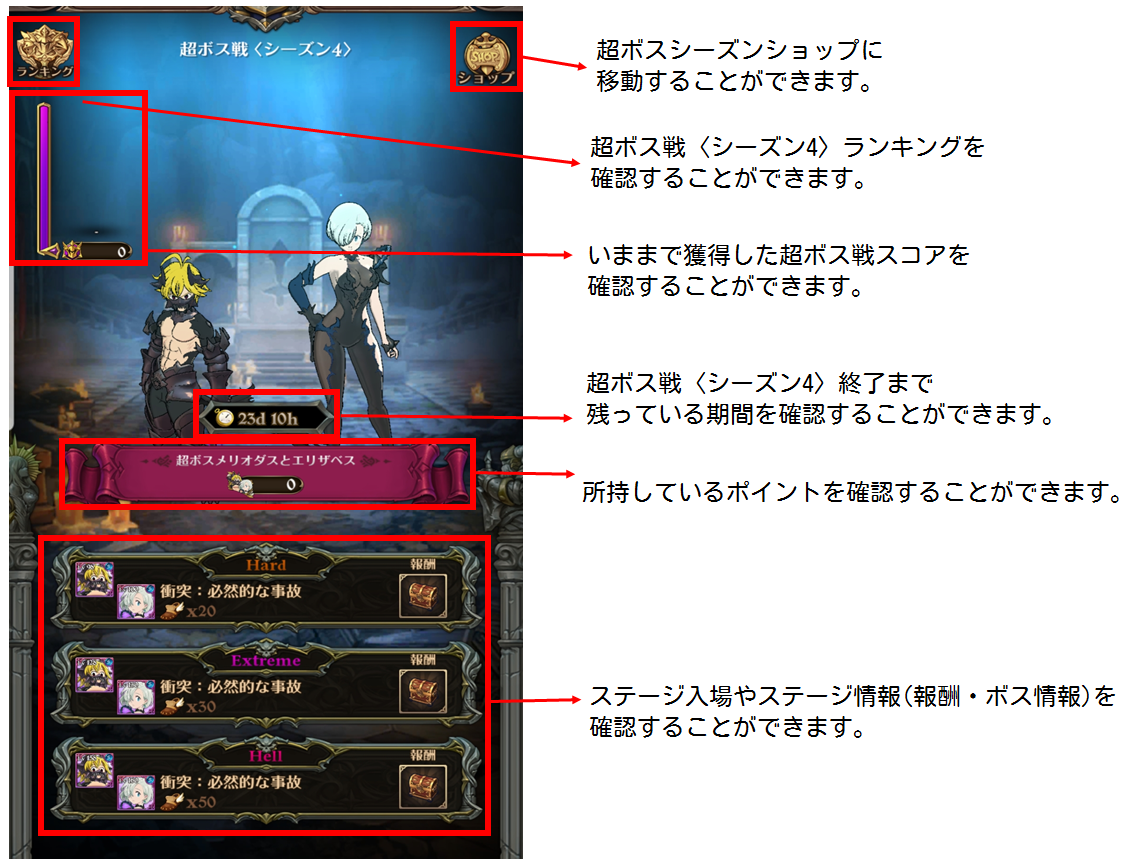 超ボス戦〈シーズン4〉
ランキング
SHOP
ショップ
超ボスシーズンショップに
移動することができます。
超ボス戦〈シーズン4〉ランキングを
確認することができます。
0
いままで獲得した超ボス戦スコアを
確認することができます。
超ボス戦〈シーズン4〉終了まで
残っている期間を確認することができます。
23d 10h
超ボスメリオダスとエリザベス
0
所持しているポイントを確認することができます。
Hard
報酬
衝突：必然的な事故
x20
Extreme
報酬
衝突：必然的な事故
x30
ステージ入場やステージ情報(報酬・ボス情報)を
確認することができます。
Hell
報酬
衝突：必然的な事故
x50